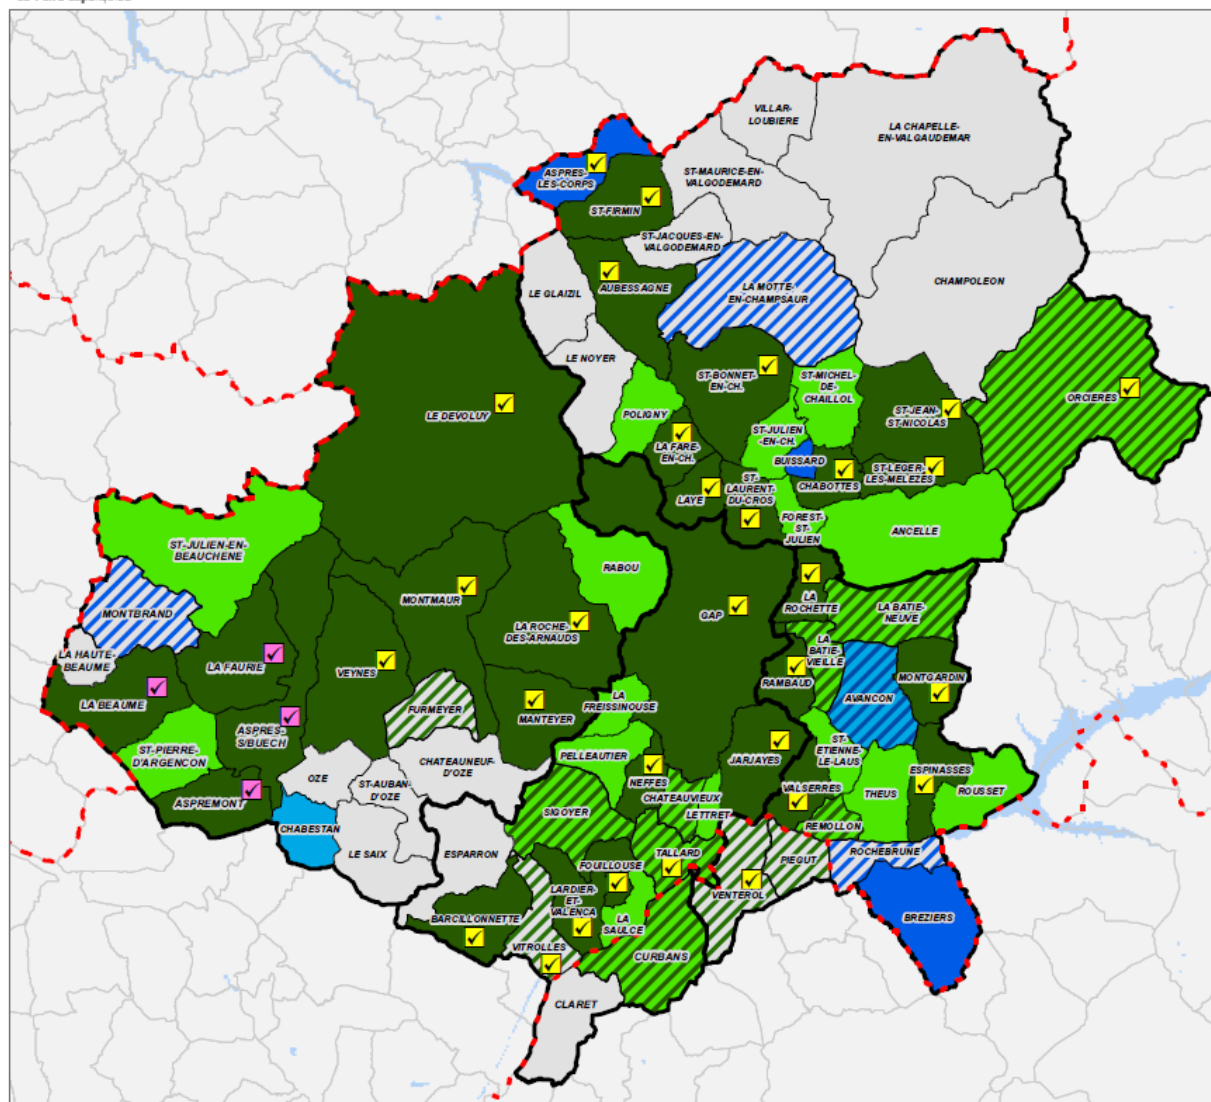 VILLAR-
LOUBIERE
LA CHAPELLE-
EN-VALGAUDEMAR
ASPRES-
LES-CORPS
ST-MAURICE-EN-
VALGODEMARD
ST-FIRMIN
ST-JACQUES-EN-
VALGODEMARD
AUBESSAGNE
LE GLAIZIL
LA MOTTE-
EN-CHAMPSAUR
CHAMPOLEON
LE NOYER
ST-BONNET-
EN-CH.
ST-MICHEL-
DE-
CHAILLOL
ORCIERES
LE DEVOLUY
POLIGNY
ST-JEAN-
ST-NICOLAS
LA FARE-
EN-CH.
ST-JULIEN
-EN-CH.
BUISSARD
ST-LEGER-
LES-MELEZES
CHABOTTES
LAYE
ST-
LAURENT-
DU-CROS
FOREST-
ST-
JULIEN
ANCELLE
ST-JULIEN-EN-
BEAUCHENE
RABOU
MONTMAUR
LA
ROCHETTE
LA BATIE-
NEUVE
MONTBRAND
GAP
LA ROCHE-
DES-ARNAUDS
LA
BATIE-
VIEILLE
LA HAUTE-
BEAUME
LA FAURIE
VEYNES
RAMBAUD
MONTGARDIN
AVANCON
LA BEAUME
LA
FREISSINOUSE
FURMEYER
MANTEYER
ASPRES-
S/BUECH
ST-PIERRE-
D'ARGENCON
PELLEAUTIER
JARJAYES
ST-
ETIENNE-
LE-LAUS
CHATEAUNEUF-
D'OZE
OZE
ST-AUBAN-
D'OZE
NEFFES
ESPINASSES
VALSERRES
THEUS
ROUSSET
CHATEAUVIEUX
ASPREMONT
LETTRET
SIGOYER
REMOLLON
CHABESTAN
LE SAIX
ESPARRON
TALLARD
FOUILLOUSE
ROCHEBRUNE
PIEGUT
VENTEROL
LARDIER-
ET-
VALENCA
BARCILLONNETTE
LA
SAULCE
BREZIERS
VITROLLES
CURBANS
CLARET